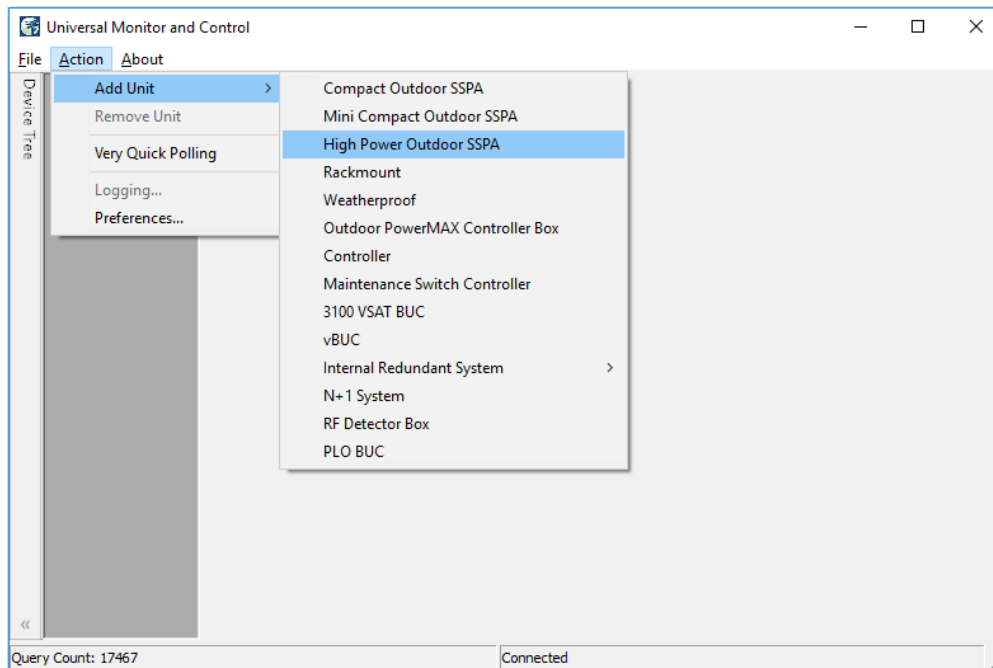 Universal Monitor and Control
File Action About
Device Tree
Add Unit
Remove Unit
Very Quick Polling
Logging...
Preferences...
Compact Outdoor SSPA
Mini Compact Outdoor SSPA
High Power Outdoor SSPA
Rackmount
Weatherproof
Outdoor PowerMAX Controller Box
Controller
Maintenance Switch Controller
3100 VSAT BUC
vBUC
Internal Redundant System
N+1 System
RF Detector Box
PLO BUC
Query Count: 17467
Connected